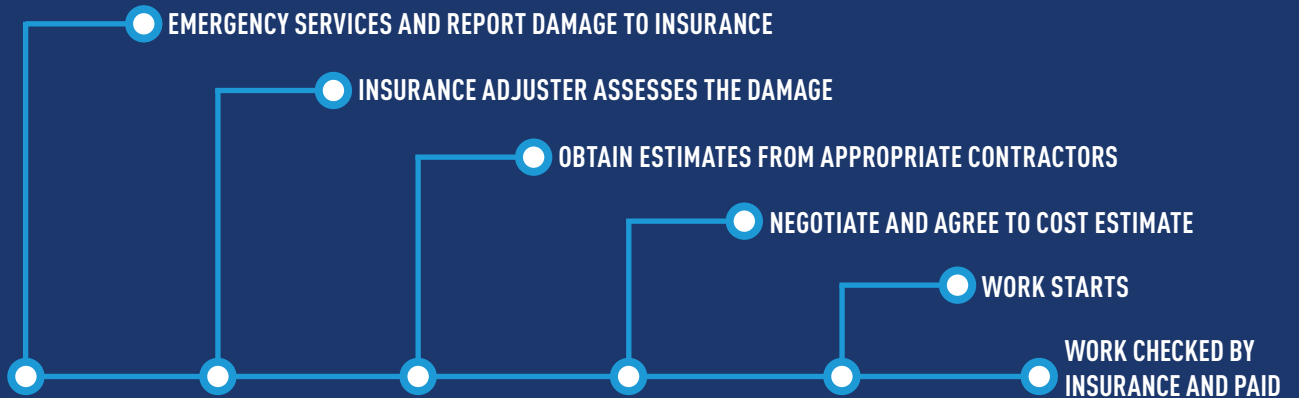 EMERGENCY SERVICES AND REPORT DAMAGE TO INSURANCE
INSURANCE ADJUSTER ASSESSES THE DAMAGE
OBTAIN ESTIMATES FROM APPROPRIATE CONTRACTORS
NEGOTIATE AND AGREE TO COST ESTIMATE
WORK STARTS
WORK CHECKED BY
INSURANCE AND PAID